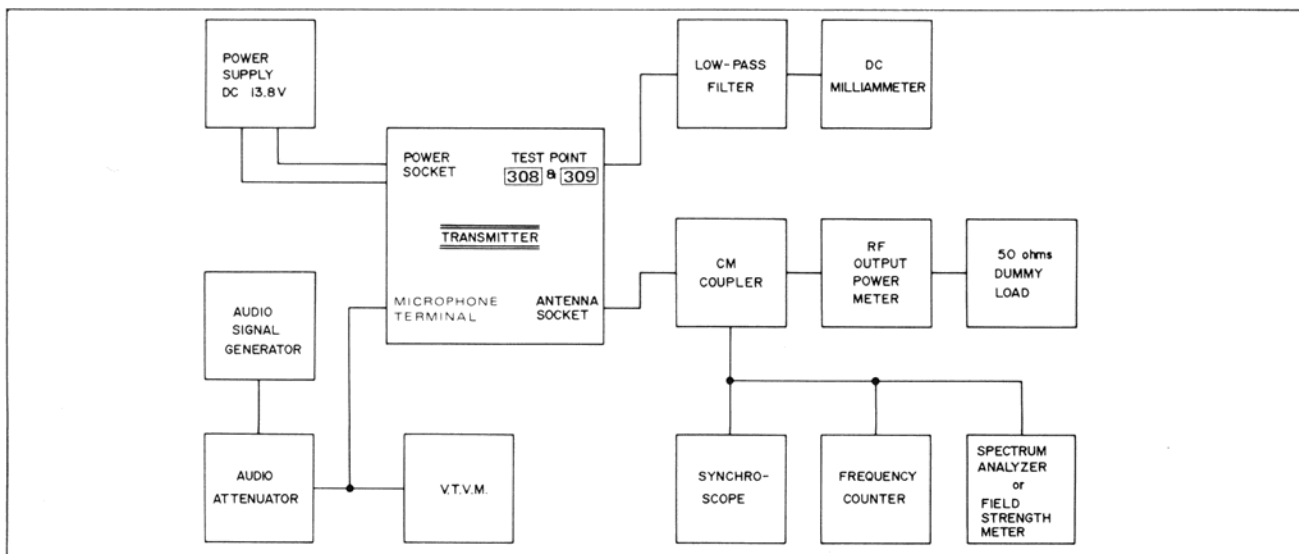 POWER
SUPPLY
DC 13.8V
LOW-PASS
FILTER
DC
MILLIAMMETER
POWER
SOCKET
TEST POINT
308 & 309
TRANSMITTER
MICROPHONE
TERMINAL
ANTENNA
SOCKET
CM
COUPLER
RF
OUTPUT
POWER
METER
50 ohms
DUMMY
LOAD
AUDIO
SIGNAL
GENERATOR
AUDIO
ATTENUATOR
V.T.V.M.
SYNCHRO-
SCOPE
FREQUENCY
COUNTER
SPECTRUM
ANALYZER
or
FIELD
STRENGTH
METER